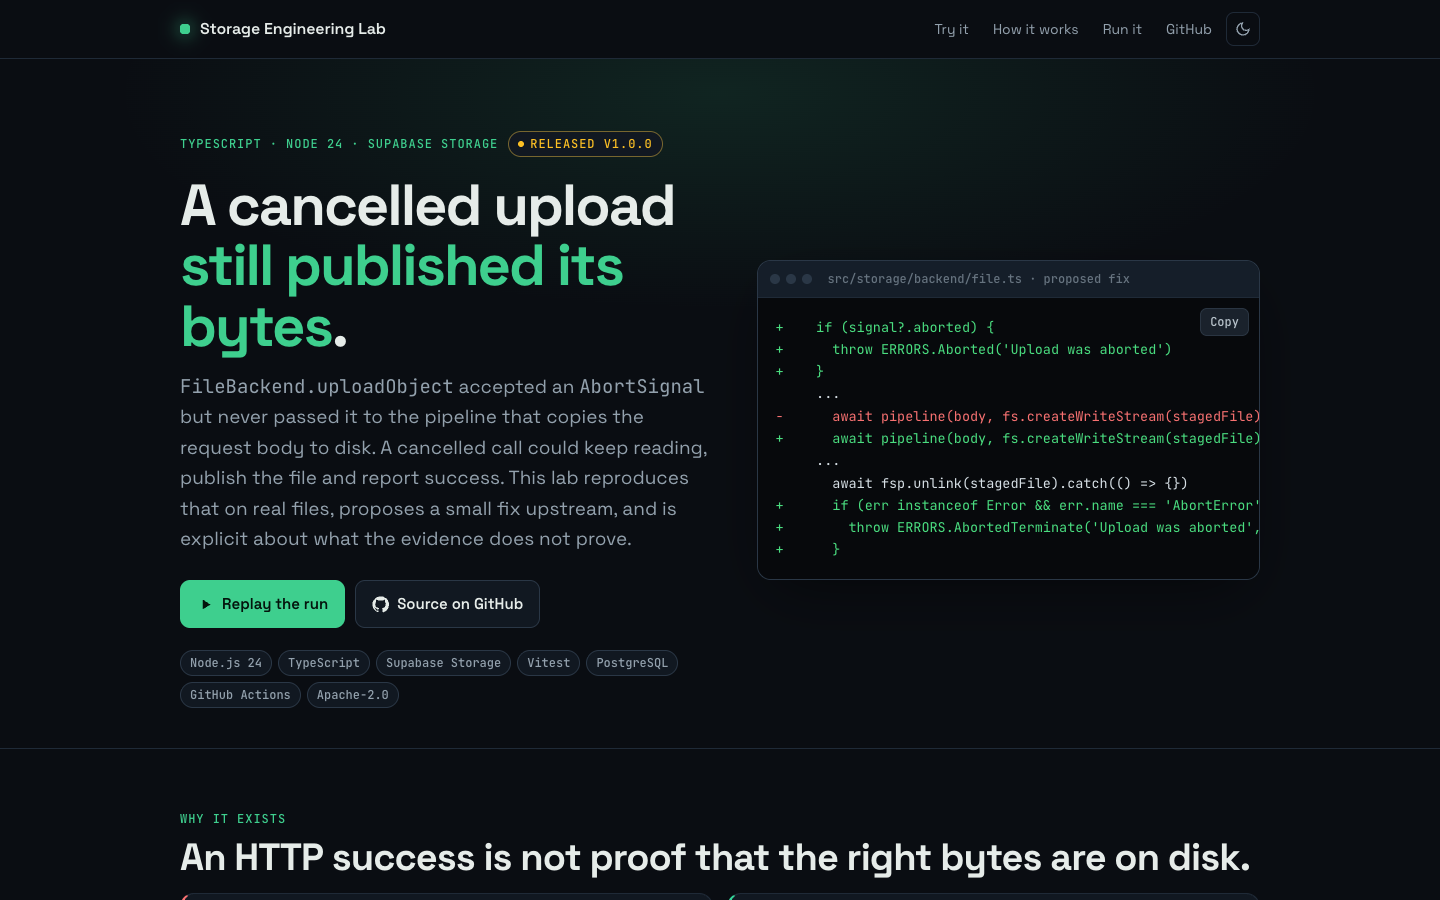 Storage Engineering Lab
Try it
How it works
Run it
GitHub
TYPESCRIPT · NODE 24 · SUPABASE STORAGE
RELEASED V1.0.0
A cancelled upload
still published its
bytes.
FileBackend.uploadObject accepted an AbortSignal
but never passed it to the pipeline that copies the
request body to disk. A cancelled call could keep reading,
publish the file and report success. This lab reproduces
that on real files, proposes a small fix upstream, and is
explicit about what the evidence does not prove.
Replay the run
Source on GitHub
Node.js 24
TypeScript
Supabase Storage
Vitest
PostgreSQL
GitHub Actions
Apache-2.0
src/storage/backend/file.ts · proposed fix
Copy
+    if (signal?.aborted) {
+      throw ERRORS.Aborted('Upload was aborted')
+    }
     ...
-      await pipeline(body, fs.createWriteStream(stagedFile)
+      await pipeline(body, fs.createWriteStream(stagedFile)
     ...
       await fsp.unlink(stagedFile).catch(() => {})
+      if (err instanceof Error && err.name === 'AbortError'
+        throw ERRORS.AbortedTerminate('Upload was aborted',
+      }
WHY IT EXISTS
An HTTP success is not proof that the right bytes are on disk.